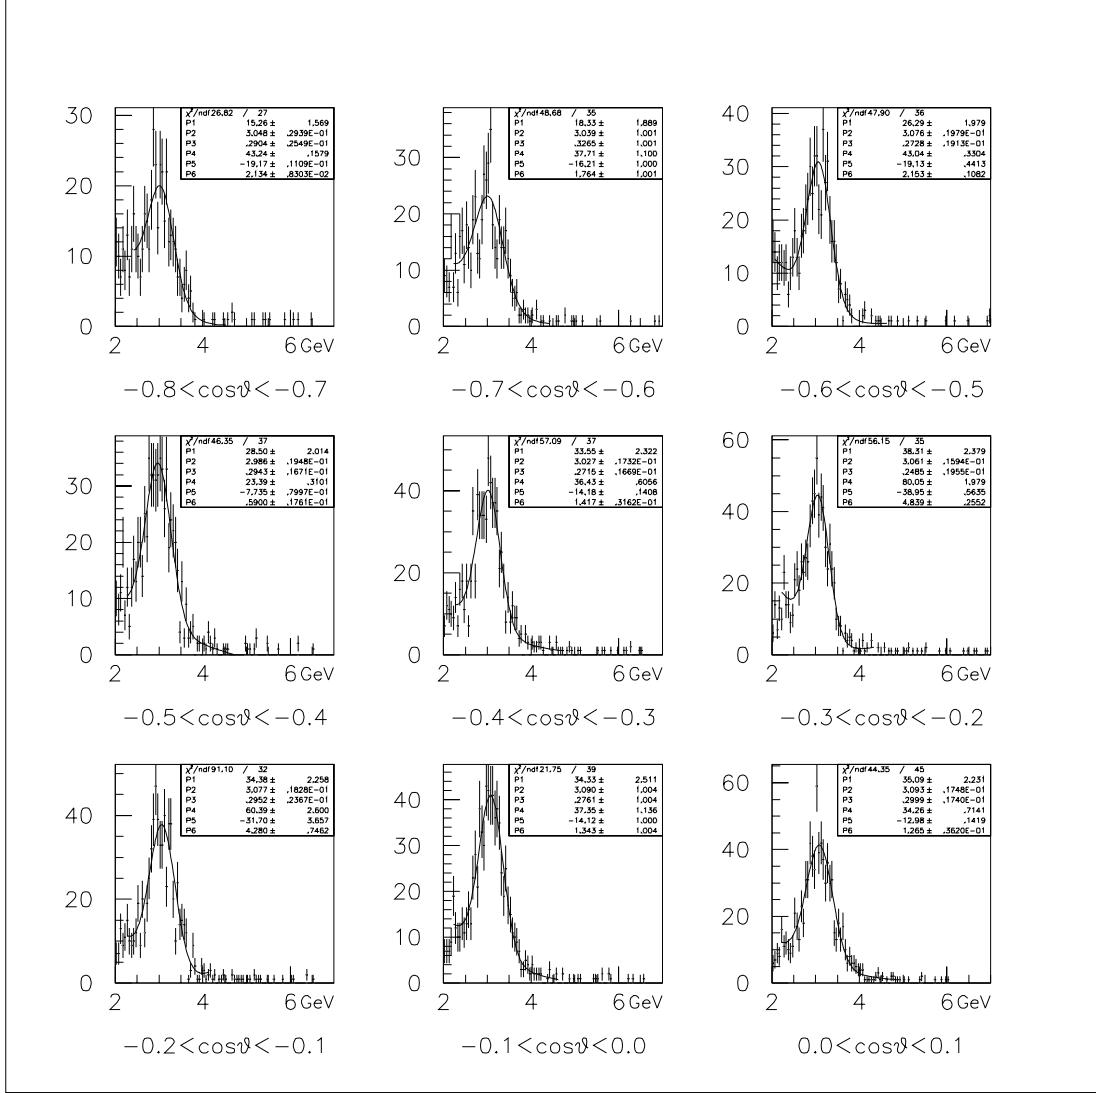 χ²/ndf 26.82 / 27
P1 15.26 ± 1.569
P2 3.048 ± .2939E-01
P3 .2904 ± .2549E-01
P4 43.24 ± .1579
P5 -19.17 ± .1109E-01
P6 2.134 ± .8303E-02
30
20
10
0
2 4 6 GeV
-0.8<cosϑ<-0.7
χ²/ndf 48.68 / 35
P1 18.33 ± 1.889
P2 3.039 ± 1.001
P3 .3265 ± 1.001
P4 37.71 ± 1.100
P5 -16.21 ± 1.000
P6 1.764 ± 1.001
30
20
10
0
2 4 6 GeV
-0.7<cosϑ<-0.6
χ²/ndf 47.90 / 36
P1 26.29 ± 1.979
P2 3.076 ± .1979E-01
P3 .2728 ± .1913E-01
P4 43.04 ± .3304
P5 -19.13 ± .4413
P6 2.153 ± .1082
40
30
20
10
0
2 4 6 GeV
-0.6<cosϑ<-0.5
χ²/ndf 46.35 / 37
P1 28.50 ± 2.014
P2 2.986 ± .1948E-01
P3 .2943 ± .1671E-01
P4 23.39 ± .3101
P5 -7.735 ± .7997E-01
P6 .5900 ± .1761E-01
30
20
10
0
2 4 6 GeV
-0.5<cosϑ<-0.4
χ²/ndf 57.09 / 37
P1 33.55 ± 2.322
P2 3.027 ± .1732E-01
P3 .2715 ± .1669E-01
P4 36.43 ± .6056
P5 -14.18 ± .1408
P6 1.417 ± .3162E-01
40
20
0
2 4 6 GeV
-0.4<cosϑ<-0.3
χ²/ndf 56.15 / 35
P1 38.31 ± 2.379
P2 3.061 ± .1594E-01
P3 .2485 ± .1955E-01
P4 80.05 ± 1.979
P5 -38.95 ± .5635
P6 4.839 ± .2552
60
40
20
0
2 4 6 GeV
-0.3<cosϑ<-0.2
χ²/ndf 91.10 / 32
P1 34.38 ± 2.258
P2 3.077 ± .1828E-01
P3 .2952 ± .2367E-01
P4 60.39 ± 2.600
P5 -31.70 ± 3.657
P6 4.280 ± .7462
40
20
0
2 4 6 GeV
-0.2<cosϑ<-0.1
χ²/ndf 21.75 / 39
P1 34.33 ± 2.511
P2 3.090 ± 1.004
P3 .2761 ± 1.004
P4 37.35 ± 1.136
P5 -14.12 ± 1.000
P6 1.343 ± 1.004
40
30
20
10
0
2 4 6 GeV
-0.1<cosϑ<0.0
χ²/ndf 44.35 / 45
P1 35.09 ± 2.231
P2 3.093 ± .1748E-01
P3 .2999 ± .1740E-01
P4 34.26 ± .7141
P5 -12.98 ± .1419
P6 1.265 ± .3620E-01
60
40
20
0
2 4 6 GeV
0.0<cosϑ<0.1